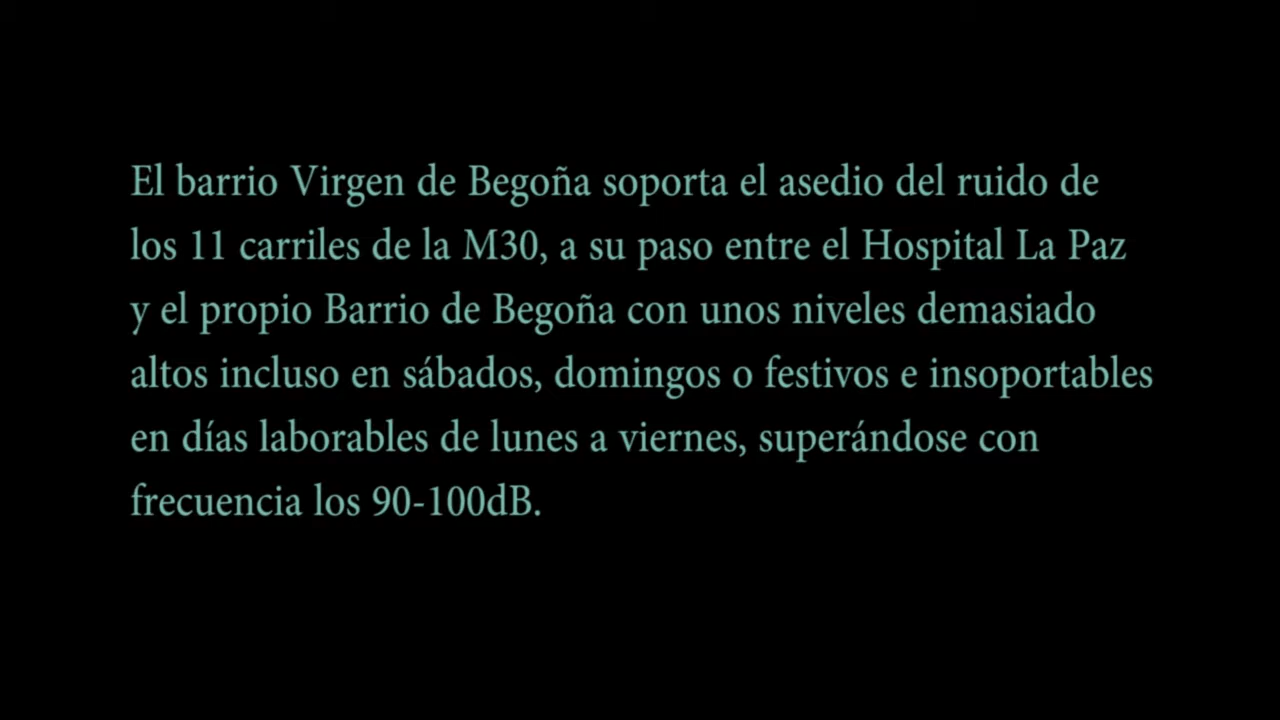 El barrio Virgen de Begoña soporta el asedio del ruido de
los 11 carriles de la M30, a su paso entre el Hospital La Paz
y el propio Barrio de Begoña con unos niveles demasiado
altos incluso en sábados, domingos o festivos e insoportables
en días laborables de lunes a viernes, superándose con
frecuencia los 90-100dB.